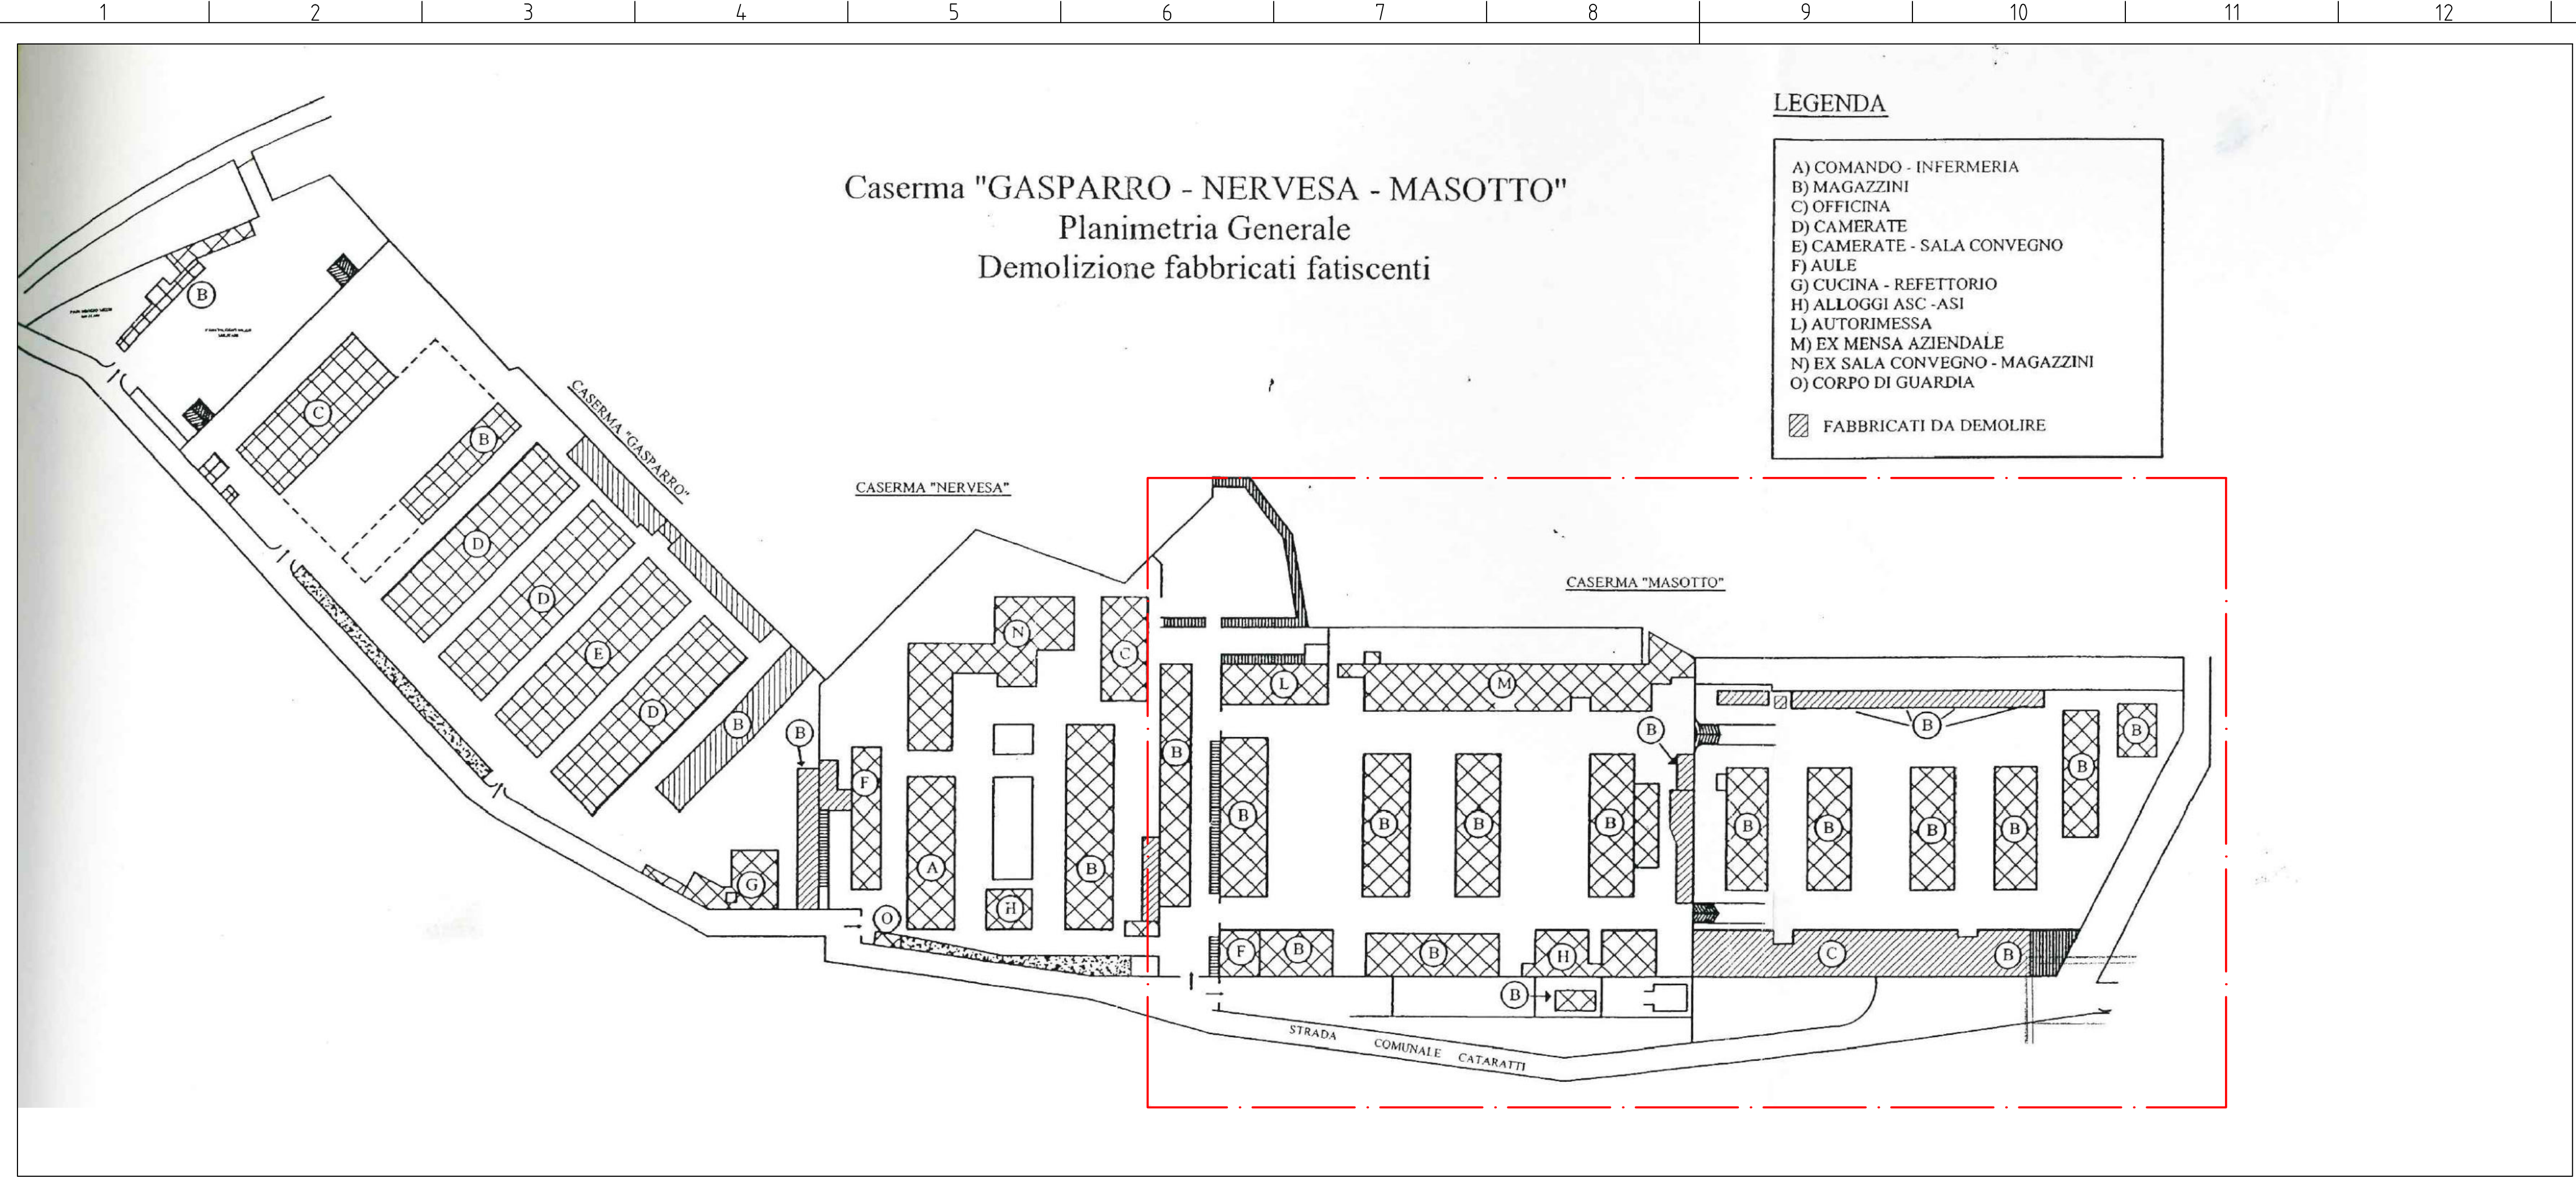 1 2 3 4 5 6 7 8 9 10 11 12
LEGENDA
Caserma "GASPARRO - NERVESA - MASOTTO"
Planimetria Generale
Demolizione fabbricati fatiscenti
A) COMANDO - INFERMERIA
B) MAGAZZINI
C) OFFICINA
D) CAMERATE
E) CAMERATE - SALA CONVEGNO
F) AULE
G) CUCINA - REFETTORIO
H) ALLOGGI ASC -ASI
L) AUTORIMESSA
M) EX MENSA AZIENDALE
N) EX SALA CONVEGNO - MAGAZZINI
O) CORPO DI GUARDIA
FABBRICATI DA DEMOLIRE
CASERMA "GASPARRO"
CASERMA "NERVESA"
CASERMA "MASOTTO"
B
C
B
D
D
E
D
B
B
G
F
N
C
A
H
O
B
B
L
M
B
B
B
B
B
B
B
B
B
B
B
B
B
F
B
B
H
C
B
B
STRADA COMUNALE CATARATTI